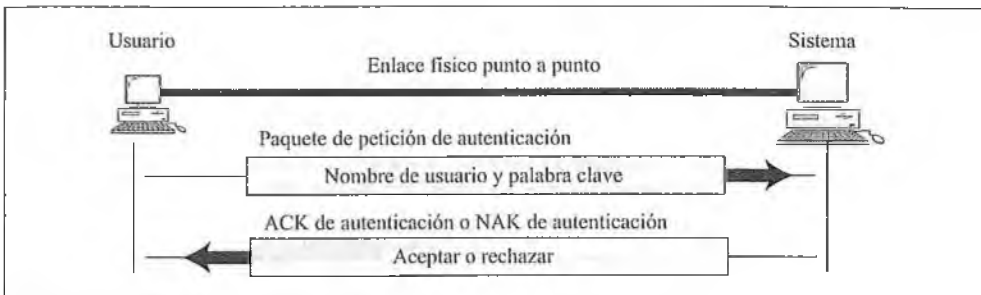 Usuario
Sistema
Enlace físico punto a punto
Paquete de petición de autenticación
Nombre de usuario y palabra clave
ACK de autenticación o NAK de autenticación
Aceptar o rechazar